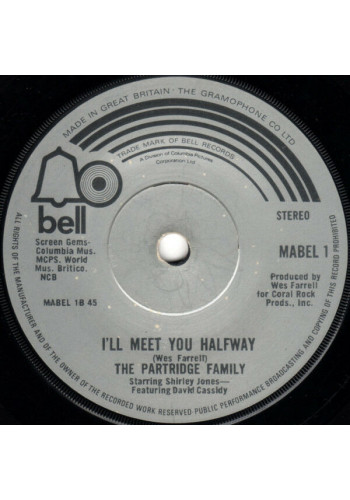 MADE IN GREAT BRITAIN: THE GRAMOPHONE CO LTD
TRADE MARK OF BELL RECORDS
A Division of Columbia Pictures
Corporation Ltd.
bell
STEREO
Screen Gems-
Columbia Mus.
MCPS. World
Mus. Britico.
NCB
MABEL 1
MABEL 1B 45
Produced by
Wes Farrell
for Coral Rock
Prods., Inc.
I'LL MEET YOU HALFWAY
(Wes Farrell)
THE PARTRIDGE FAMILY
Starring Shirley Jones—
Featuring David Cassidy
ALL RIGHTS OF THE MANUFACTURER AND OF THE OWNER OF THE RECORDED WORK RESERVED UNAUTHORISED PUBLIC PERFORMANCE BROADCASTING AND COPYING OF THIS RECORD PROHIBITED